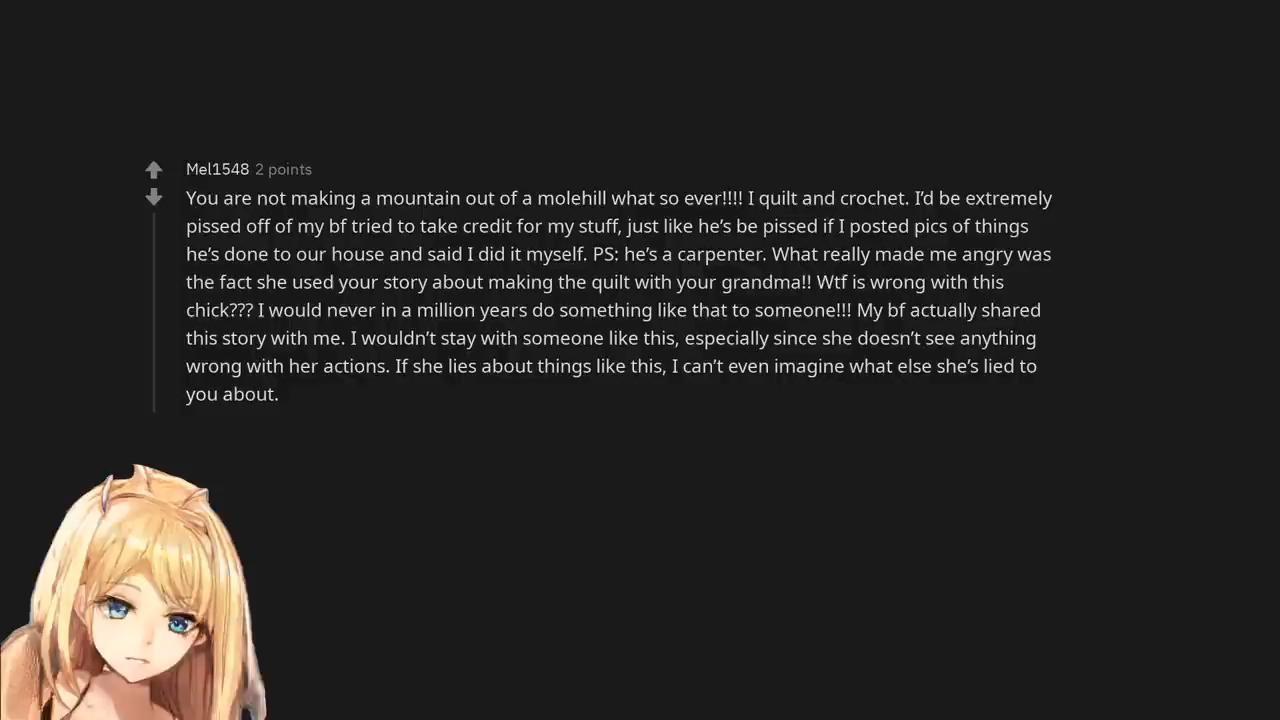 Mel1548 2 points
You are not making a mountain out of a molehill what so ever!!!! I quilt and crochet. I’d be extremely
pissed off of my bf tried to take credit for my stuff, just like he’s be pissed if I posted pics of things
he’s done to our house and said I did it myself. PS: he’s a carpenter. What really made me angry was
the fact she used your story about making the quilt with your grandma!! Wtf is wrong with this
chick??? I would never in a million years do something like that to someone!!! My bf actually shared
this story with me. I wouldn’t stay with someone like this, especially since she doesn’t see anything
wrong with her actions. If she lies about things like this, I can’t even imagine what else she’s lied to
you about.